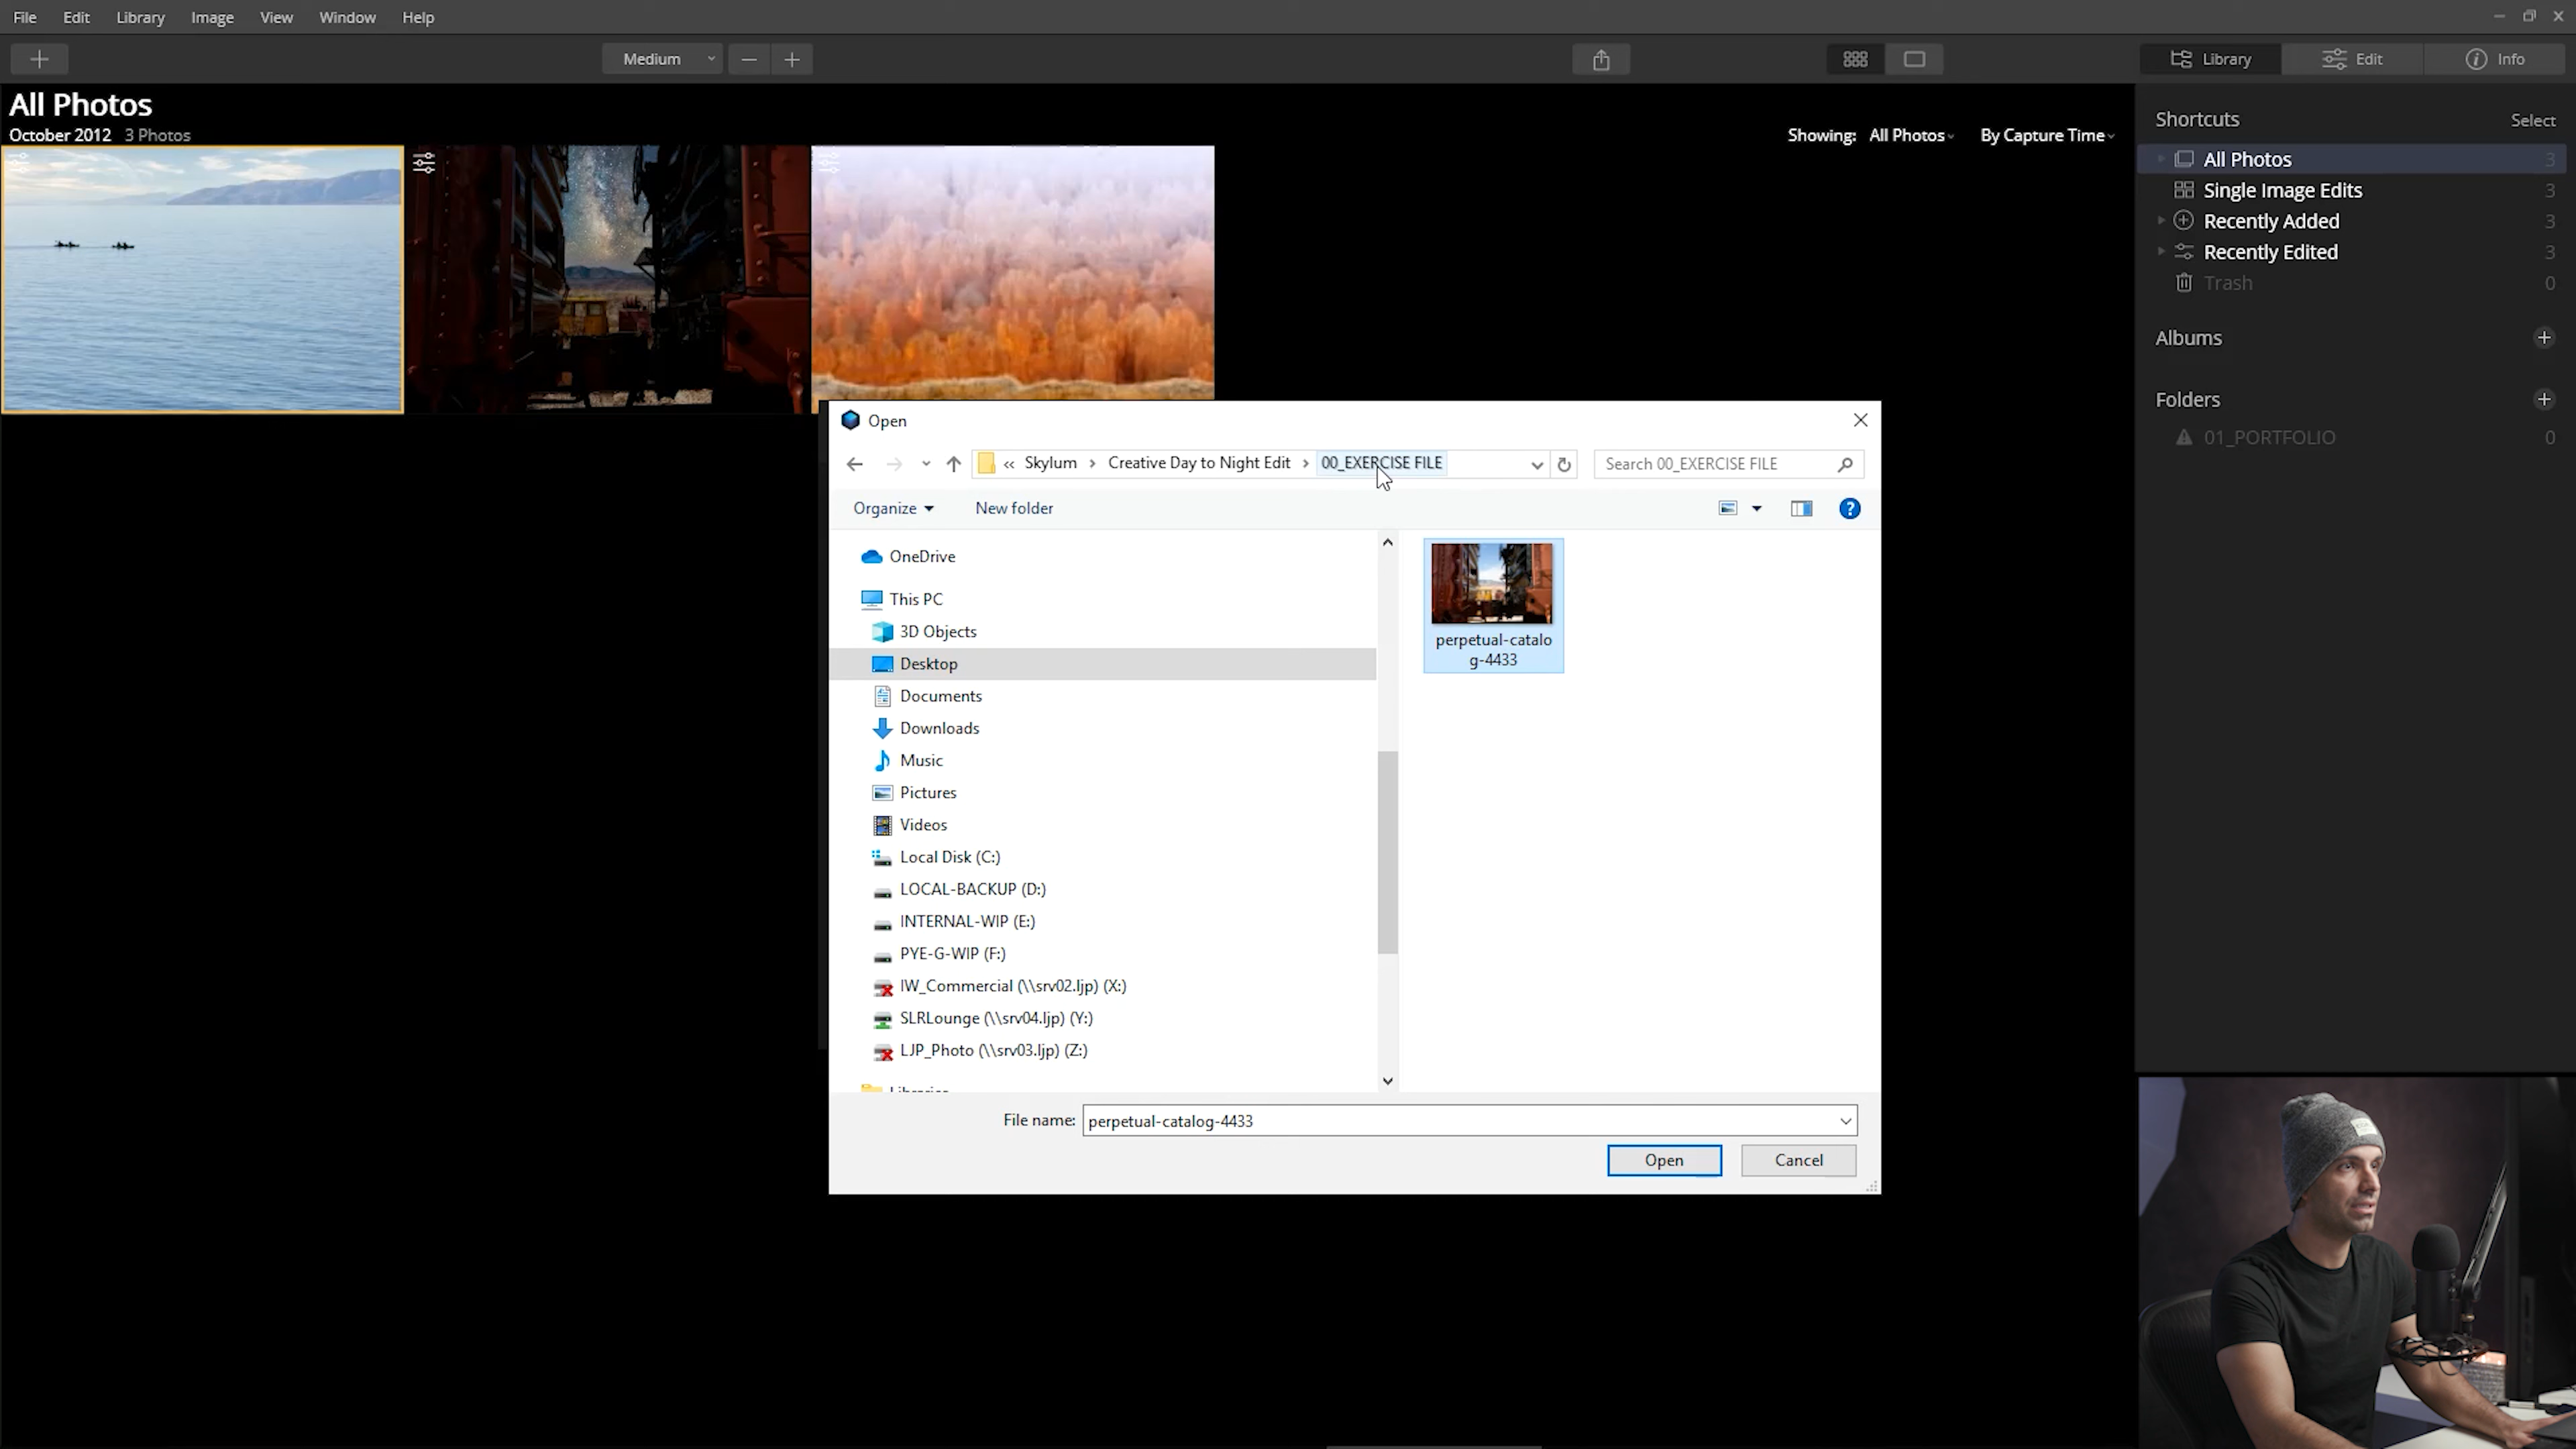 File Edit Library Image View Window Help
Medium
Library Edit Info
All Photos
October 2012 3 Photos
Showing: All Photos By Capture Time
Shortcuts Select
All Photos 3
Single Image Edits 3
Recently Added 3
Recently Edited 3
Trash 0
Albums
Folders
01_PORTFOLIO 0
Open
« Skylum › Creative Day to Night Edit › 00_EXERCISE FILE
Search 00_EXERCISE FILE
Organize New folder
OneDrive
This PC
3D Objects
Desktop
Documents
Downloads
Music
Pictures
Videos
Local Disk (C:)
LOCAL-BACKUP (D:)
INTERNAL-WIP (E:)
PYE-G-WIP (F:)
IW_Commercial (\\srv02.ljp) (X:)
SLRLounge (\\srv04.ljp) (Y:)
LJP_Photo (\\srv03.ljp) (Z:)
perpetual-catalo
g-4433
File name: perpetual-catalog-4433
Open Cancel